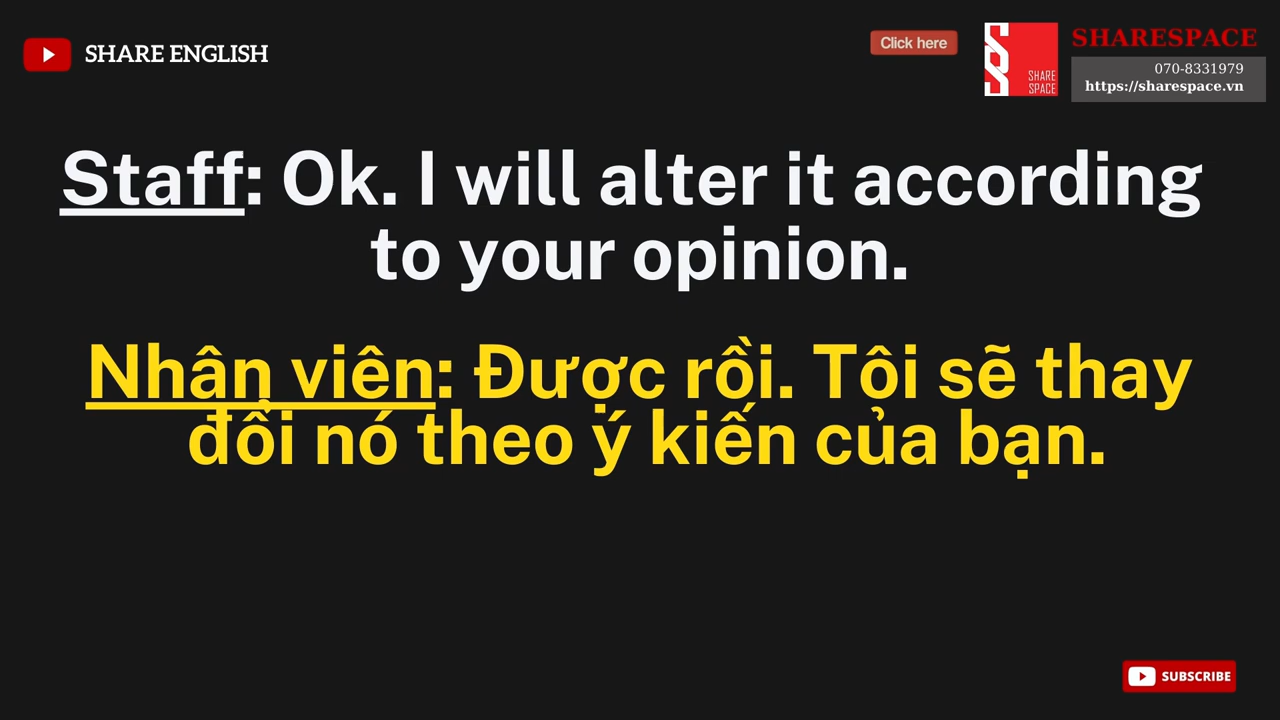 SHARE ENGLISH
Click here
SHARE
SPACE
SHARESPACE
070-8331979
https://sharespace.vn
Staff: Ok. I will alter it according
to your opinion.
Nhân viên: Được rồi. Tôi sẽ thay
đổi nó theo ý kiến của bạn.
SUBSCRIBE